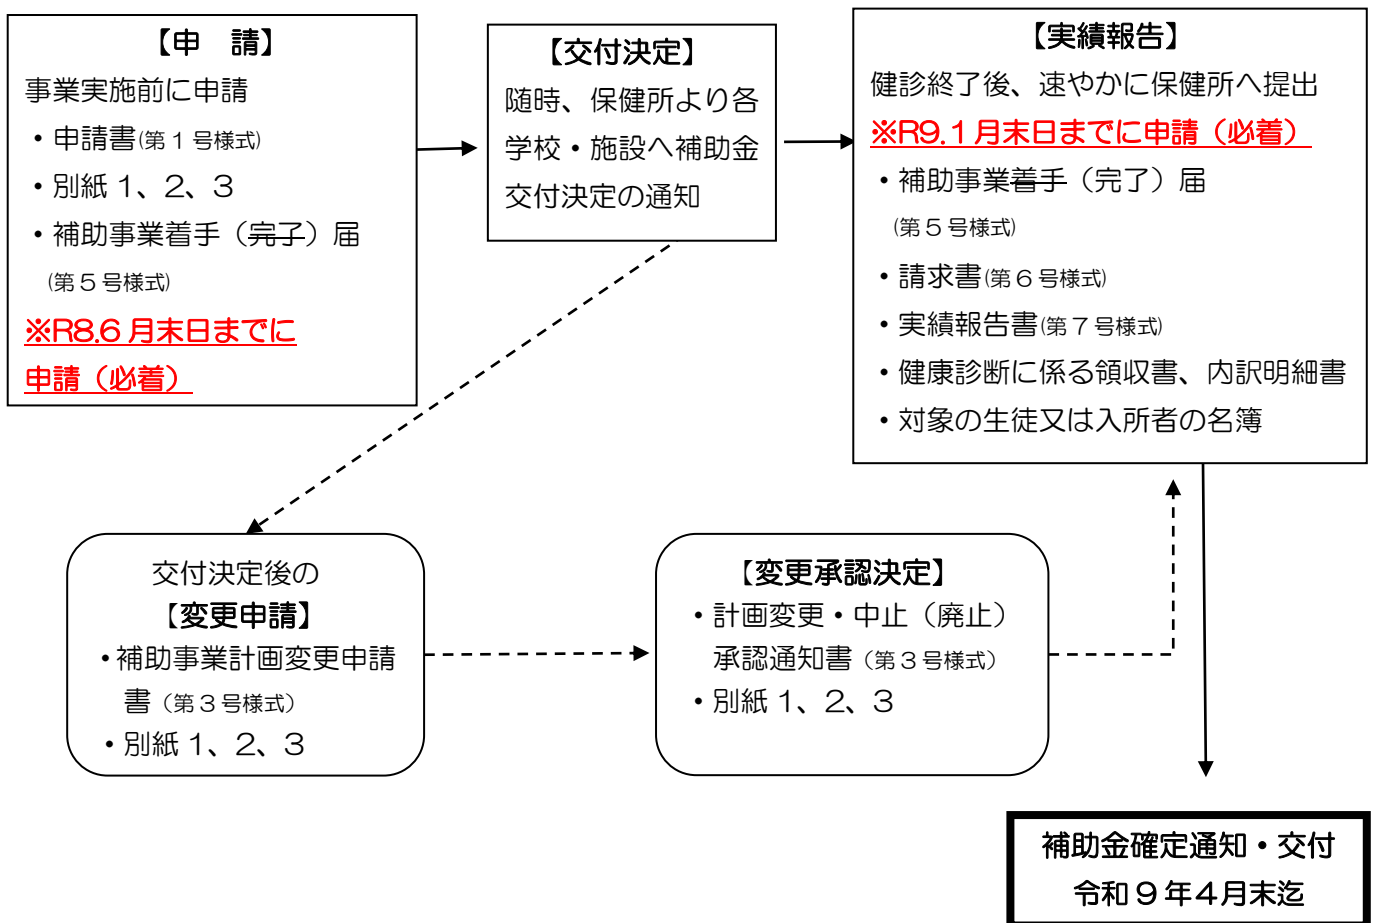 【申　請】
事業実施前に申請
・申請書(第１号様式)
・別紙１、２、３
・補助事業着手（完了）届
(第５号様式)
※R8.6月末日までに
申請（必着）
【交付決定】
随時、保健所より各
学校・施設へ補助金
交付決定の通知
【実績報告】
健診終了後、速やかに保健所へ提出
※R9.1月末日までに申請（必着）
・補助事業着手（完了）届
(第５号様式)
・請求書(第６号様式)
・実績報告書(第７号様式)
・健康診断に係る領収書、内訳明細書
・対象の生徒又は入所者の名簿
交付決定後の
【変更申請】
・補助事業計画変更申請
書（第３号様式）
・別紙１、２、３
【変更承認決定】
・計画変更・中止（廃止）
承認通知書（第３号様式）
・別紙１、２、３
補助金確定通知・交付
令和９年４月末迄